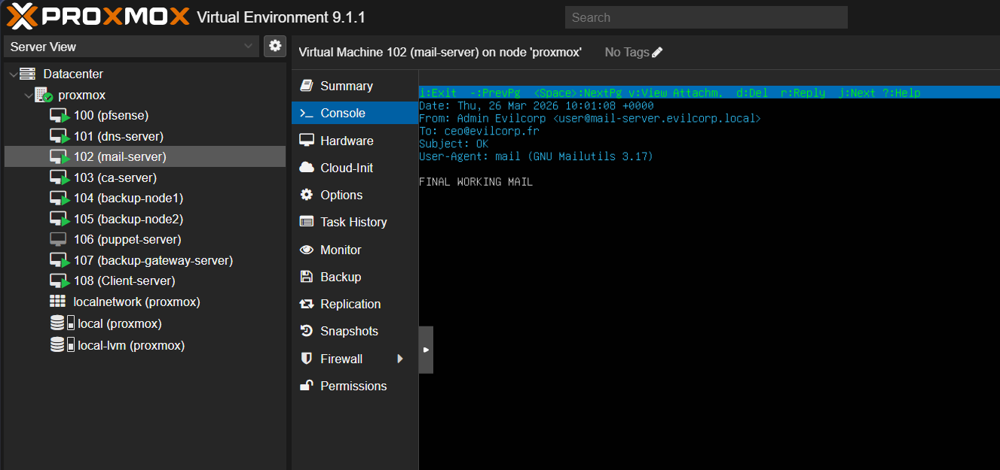 PROXMOX Virtual Environment 9.1.1
Search
Server View
Virtual Machine 102 (mail-server) on node 'proxmox'
No Tags
Datacenter
proxmox
100 (pfsense)
101 (dns-server)
102 (mail-server)
103 (ca-server)
104 (backup-node1)
105 (backup-node2)
106 (puppet-server)
107 (backup-gateway-server)
108 (Client-server)
localnetwork (proxmox)
local (proxmox)
local-lvm (proxmox)
Summary
Console
Hardware
Cloud-Init
Options
Task History
Monitor
Backup
Replication
Snapshots
Firewall
Permissions
i:Exit  -:PrevPg  <Space>:NextPg v:View Attachm.  d:Del  r:Reply  j:Next ?:Help
Date: Thu, 26 Mar 2026 10:01:08 +0000
From: Admin Evilcorp <user@mail-server.evilcorp.local>
To: ceo@evilcorp.fr
Subject: OK
User-Agent: mail (GNU Mailutils 3.17)
FINAL WORKING MAIL